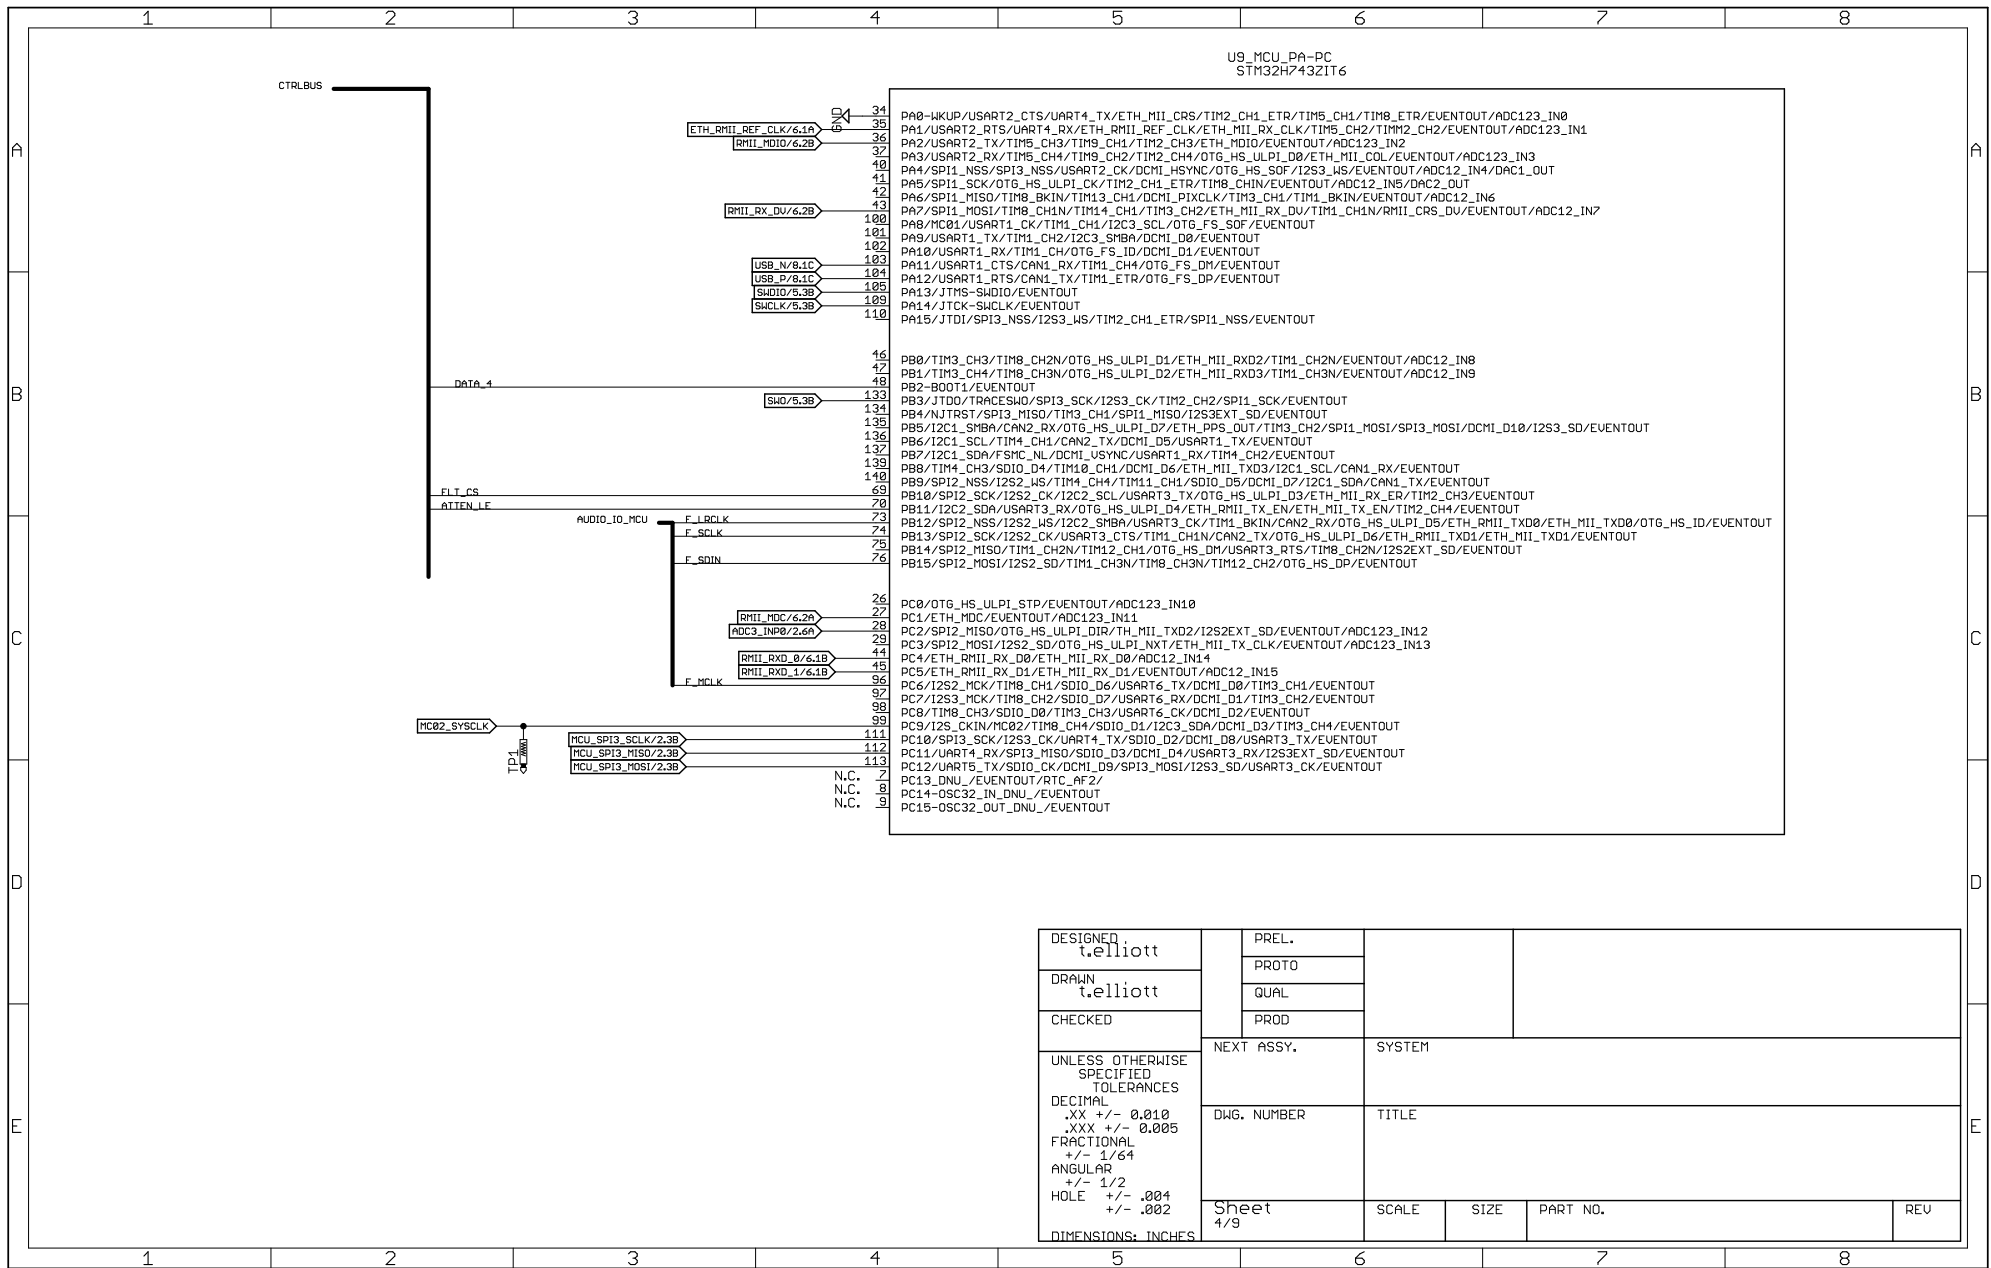 1 2 3 4 5 6 7 8
U9_MCU_PA-PC
STM32H743ZIT6
CTRLBUS
GND
34 PA0-WKUP/USART2_CTS/UART4_TX/ETH_MII_CRS/TIM2_CH1_ETR/TIM5_CH1/TIM8_ETR/EVENTOUT/ADC123_IN0
ETH_RMII_REF_CLK/6.1A 35 PA1/USART2_RTS/UART4_RX/ETH_RMII_REF_CLK/ETH_MII_RX_CLK/TIM5_CH2/TIMM2_CH2/EVENTOUT/ADC123_IN1
RMII_MDIO/6.2B 36 PA2/USART2_TX/TIM5_CH3/TIM9_CH1/TIM2_CH3/ETH_MDIO/EVENTOUT/ADC123_IN2
A A
37 PA3/USART2_RX/TIM5_CH4/TIM9_CH2/TIM2_CH4/OTG_HS_ULPI_D0/ETH_MII_COL/EVENTOUT/ADC123_IN3
40 PA4/SPI1_NSS/SPI3_NSS/USART2_CK/DCMI_HSYNC/OTG_HS_SOF/I2S3_WS/EVENTOUT/ADC12_IN4/DAC1_OUT
41 PA5/SPI1_SCK/OTG_HS_ULPI_CK/TIM2_CH1_ETR/TIM8_CHIN/EVENTOUT/ADC12_IN5/DAC2_OUT
42 PA6/SPI1_MISO/TIM8_BKIN/TIM13_CH1/DCMI_PIXCLK/TIM3_CH1/TIM1_BKIN/EVENTOUT/ADC12_IN6
RMII_RX_DV/6.2B 43 PA7/SPI1_MOSI/TIM8_CH1N/TIM14_CH1/TIM3_CH2/ETH_MII_RX_DV/TIM1_CH1N/RMII_CRS_DV/EVENTOUT/ADC12_IN7
100 PA8/MC01/USART1_CK/TIM1_CH1/I2C3_SCL/OTG_FS_SOF/EVENTOUT
101 PA9/USART1_TX/TIM1_CH2/I2C3_SMBA/DCMI_D0/EVENTOUT
102 PA10/USART1_RX/TIM1_CH/OTG_FS_ID/DCMI_D1/EVENTOUT
USB_N/8.1C 103 PA11/USART1_CTS/CAN1_RX/TIM1_CH4/OTG_FS_DM/EVENTOUT
USB_P/8.1C 104 PA12/USART1_RTS/CAN1_TX/TIM1_ETR/OTG_FS_DP/EVENTOUT
SWDIO/5.3B 105 PA13/JTMS-SWDIO/EVENTOUT
SWCLK/5.3B 109 PA14/JTCK-SWCLK/EVENTOUT
110 PA15/JTDI/SPI3_NSS/I2S3_WS/TIM2_CH1_ETR/SPI1_NSS/EVENTOUT
46 PB0/TIM3_CH3/TIM8_CH2N/OTG_HS_ULPI_D1/ETH_MII_RXD2/TIM1_CH2N/EVENTOUT/ADC12_IN8
47 PB1/TIM3_CH4/TIM8_CH3N/OTG_HS_ULPI_D2/ETH_MII_RXD3/TIM1_CH3N/EVENTOUT/ADC12_IN9
DATA_4 48 PB2-BOOT1/EVENTOUT
B B
SWO/5.3B 133 PB3/JTDO/TRACESWO/SPI3_SCK/I2S3_CK/TIM2_CH2/SPI1_SCK/EVENTOUT
134 PB4/NJTRST/SPI3_MISO/TIM3_CH1/SPI1_MISO/I2S3EXT_SD/EVENTOUT
135 PB5/I2C1_SMBA/CAN2_RX/OTG_HS_ULPI_D7/ETH_PPS_OUT/TIM3_CH2/SPI1_MOSI/SPI3_MOSI/DCMI_D10/I2S3_SD/EVENTOUT
136 PB6/I2C1_SCL/TIM4_CH1/CAN2_TX/DCMI_D5/USART1_TX/EVENTOUT
137 PB7/I2C1_SDA/FSMC_NL/DCMI_VSYNC/USART1_RX/TIM4_CH2/EVENTOUT
139 PB8/TIM4_CH3/SDIO_D4/TIM10_CH1/DCMI_D6/ETH_MII_TXD3/I2C1_SCL/CAN1_RX/EVENTOUT
140 PB9/SPI2_NSS/I2S2_WS/TIM4_CH4/TIM11_CH1/SDIO_D5/DCMI_D7/I2C1_SDA/CAN1_TX/EVENTOUT
FLT_CS 69 PB10/SPI2_SCK/I2S2_CK/I2C2_SCL/USART3_TX/OTG_HS_ULPI_D3/ETH_MII_RX_ER/TIM2_CH3/EVENTOUT
ATTEN_LE 70 PB11/I2C2_SDA/USART3_RX/OTG_HS_ULPI_D4/ETH_RMII_TX_EN/ETH_MII_TX_EN/TIM2_CH4/EVENTOUT
AUDIO_IO_MCU F_LRCLK 73 PB12/SPI2_NSS/I2S2_WS/I2C2_SMBA/USART3_CK/TIM1_BKIN/CAN2_RX/OTG_HS_ULPI_D5/ETH_RMII_TXD0/ETH_MII_TXD0/OTG_HS_ID/EVENTOUT
F_SCLK 74 PB13/SPI2_SCK/I2S2_CK/USART3_CTS/TIM1_CH1N/CAN2_TX/OTG_HS_ULPI_D6/ETH_RMII_TXD1/ETH_MII_TXD1/EVENTOUT
75 PB14/SPI2_MISO/TIM1_CH2N/TIM12_CH1/OTG_HS_DM/USART3_RTS/TIM8_CH2N/I2S2EXT_SD/EVENTOUT
F_SDIN 76 PB15/SPI2_MOSI/I2S2_SD/TIM1_CH3N/TIM8_CH3N/TIM12_CH2/OTG_HS_DP/EVENTOUT
26 PC0/OTG_HS_ULPI_STP/EVENTOUT/ADC123_IN10
RMII_MDC/6.2A 27 PC1/ETH_MDC/EVENTOUT/ADC123_IN11
ADC3_INP0/2.6A 28 PC2/SPI2_MISO/OTG_HS_ULPI_DIR/TH_MII_TXD2/I2S2EXT_SD/EVENTOUT/ADC123_IN12
C C
29 PC3/SPI2_MOSI/I2S2_SD/OTG_HS_ULPI_NXT/ETH_MII_TX_CLK/EVENTOUT/ADC123_IN13
RMII_RXD_0/6.1B 44 PC4/ETH_RMII_RX_D0/ETH_MII_RX_D0/ADC12_IN14
RMII_RXD_1/6.1B 45 PC5/ETH_RMII_RX_D1/ETH_MII_RX_D1/EVENTOUT/ADC12_IN15
F_MCLK 96 PC6/I2S2_MCK/TIM8_CH1/SDIO_D6/USART6_TX/DCMI_D0/TIM3_CH1/EVENTOUT
97 PC7/I2S3_MCK/TIM8_CH2/SDIO_D7/USART6_RX/DCMI_D1/TIM3_CH2/EVENTOUT
98 PC8/TIM8_CH3/SDIO_D0/TIM3_CH3/USART6_CK/DCMI_D2/EVENTOUT
MC02_SYSCLK 99 PC9/I2S_CKIN/MC02/TIM8_CH4/SDIO_D1/I2C3_SDA/DCMI_D3/TIM3_CH4/EVENTOUT
MCU_SPI3_SCLK/2.3B 111 PC10/SPI3_SCK/I2S3_CK/UART4_TX/SDIO_D2/DCMI_D8/USART3_TX/EVENTOUT
TP1
MCU_SPI3_MISO/2.3B 112 PC11/UART4_RX/SPI3_MISO/SDIO_D3/DCMI_D4/USART3_RX/I2S3EXT_SD/EVENTOUT
MCU_SPI3_MOSI/2.3B 113 PC12/UART5_TX/SDIO_CK/DCMI_D9/SPI3_MOSI/I2S3_SD/USART3_CK/EVENTOUT
N.C. 7 PC13_DNU_/EVENTOUT/RTC_AF2/
N.C. 8 PC14-OSC32_IN_DNU_/EVENTOUT
N.C. 9 PC15-OSC32_OUT_DNU_/EVENTOUT
D D
DESIGNED
t.elliott
DRAWN
t.elliott
CHECKED
PREL.
PROTO
QUAL
PROD
UNLESS OTHERWISE
SPECIFIED
TOLERANCES
DECIMAL
.XX +/- 0.010
.XXX +/- 0.005
FRACTIONAL
+/- 1/64
ANGULAR
+/- 1/2
HOLE +/- .004
+/- .002
DIMENSIONS: INCHES
NEXT ASSY. SYSTEM
DWG. NUMBER TITLE
E E
Sheet
4/9
SCALE SIZE PART NO. REV
1 2 3 4 5 6 7 8